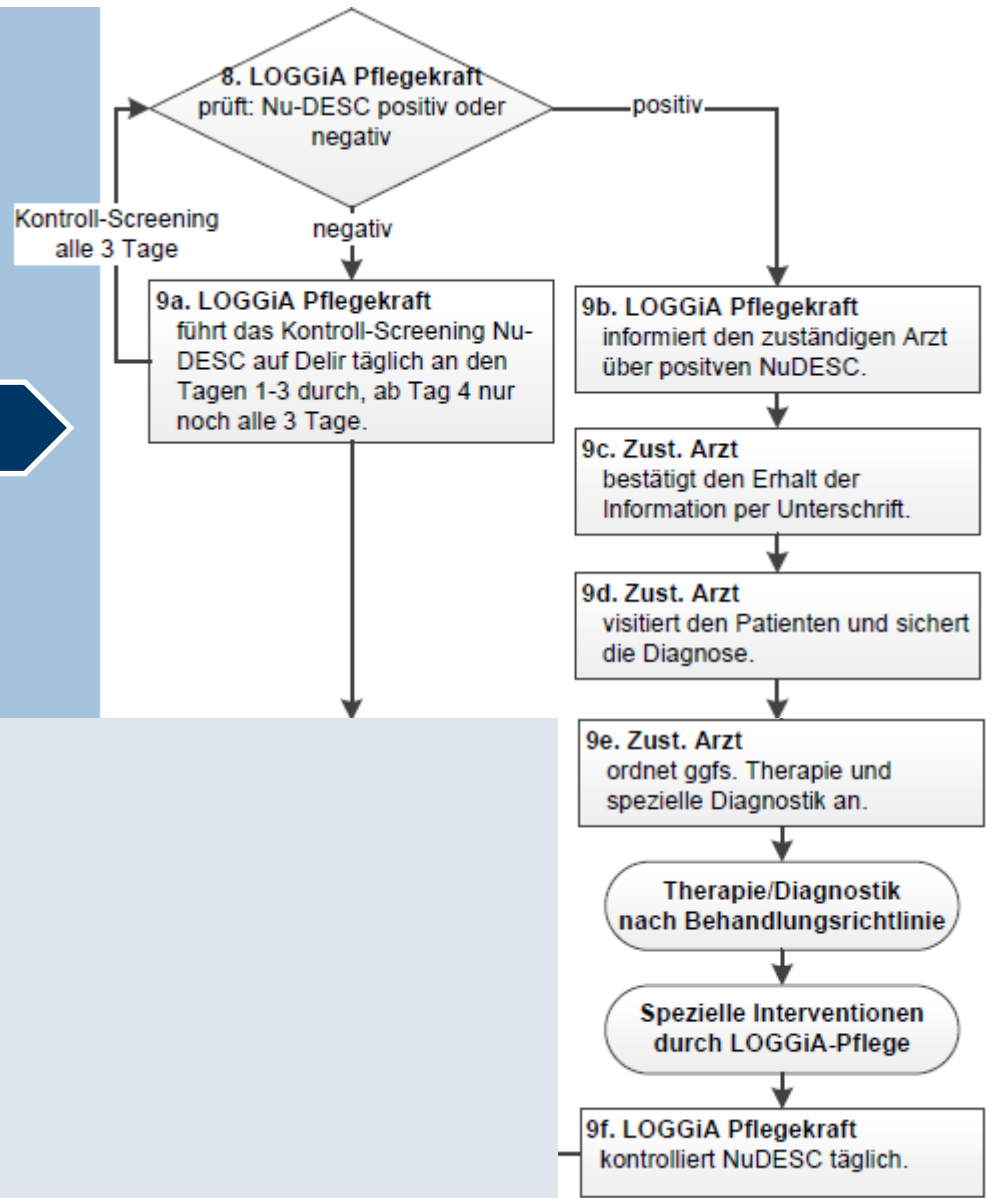 8. LOGGiA Pflegekraft
prüft: Nu-DESC positiv oder
negativ
positiv
negativ
Kontroll-Screening
alle 3 Tage
9a. LOGGiA Pflegekraft
führt das Kontroll-Screening Nu-
DESC auf Delir täglich an den
Tagen 1-3 durch, ab Tag 4 nur
noch alle 3 Tage.
9b. LOGGiA Pflegekraft
informiert den zuständigen Arzt
über positven NuDESC.
9c. Zust. Arzt
bestätigt den Erhalt der
Information per Unterschrift.
9d. Zust. Arzt
visitiert den Patienten und sichert
die Diagnose.
9e. Zust. Arzt
ordnet ggfs. Therapie und
spezielle Diagnostik an.
Therapie/Diagnostik
nach Behandlungsrichtlinie
Spezielle Interventionen
durch LOGGiA-Pflege
9f. LOGGiA Pflegekraft
kontrolliert NuDESC täglich.